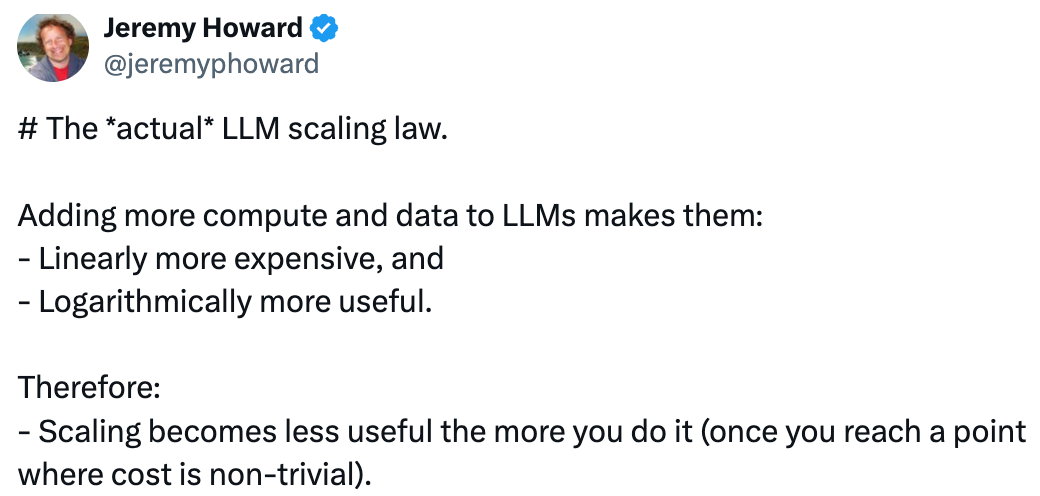 Jeremy Howard
@jeremyphoward
# The *actual* LLM scaling law.
Adding more compute and data to LLMs makes them:
- Linearly more expensive, and
- Logarithmically more useful.
Therefore:
- Scaling becomes less useful the more you do it (once you reach a point
where cost is non-trivial).